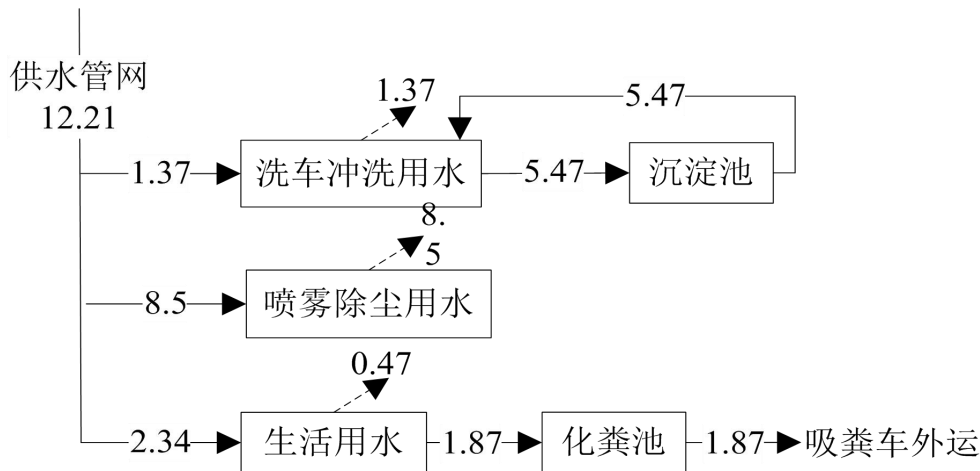 供水管网
12.21
1.37
5.47
1.37
洗车冲洗用水
5.47
沉淀池
8.
5
8.5
喷雾除尘用水
0.47
2.34
生活用水
1.87
化粪池
1.87
吸粪车外运